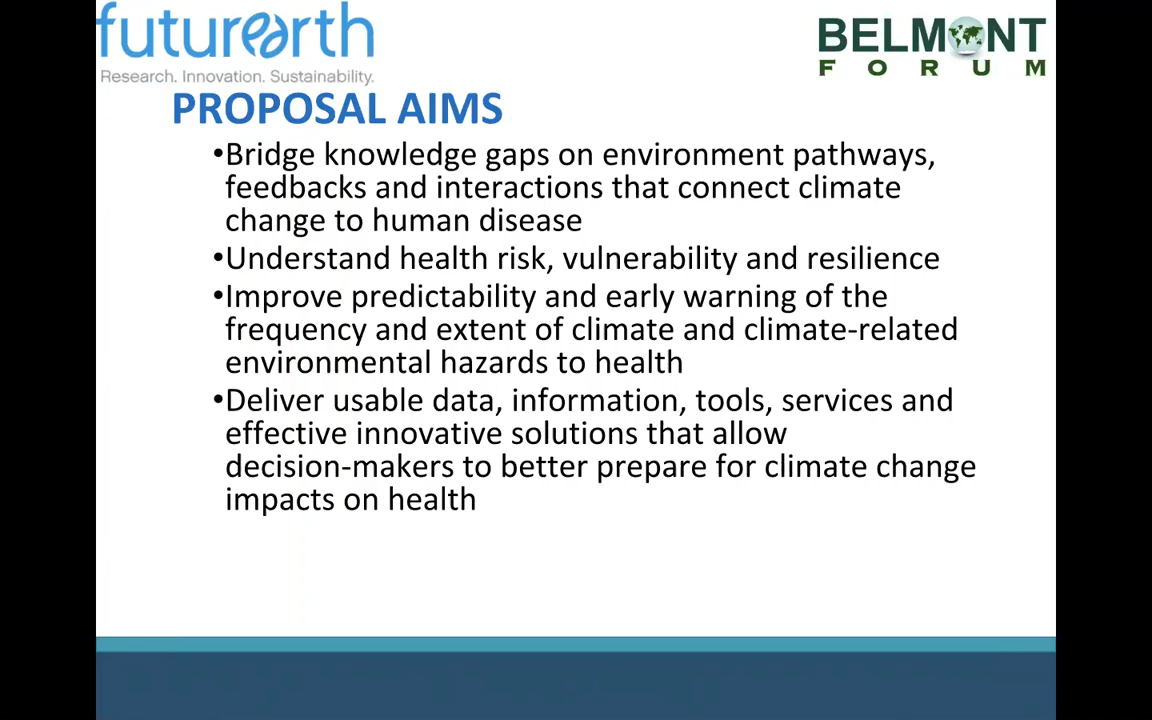 futurearth
BELMONT
Research. Innovation. Sustainability.
FORUM
PROPOSAL AIMS
•Bridge knowledge gaps on environment pathways,
feedbacks and interactions that connect climate
change to human disease
•Understand health risk, vulnerability and resilience
•Improve predictability and early warning of the
frequency and extent of climate and climate-related
environmental hazards to health
•Deliver usable data, information, tools, services and
effective innovative solutions that allow
decision-makers to better prepare for climate change
impacts on health